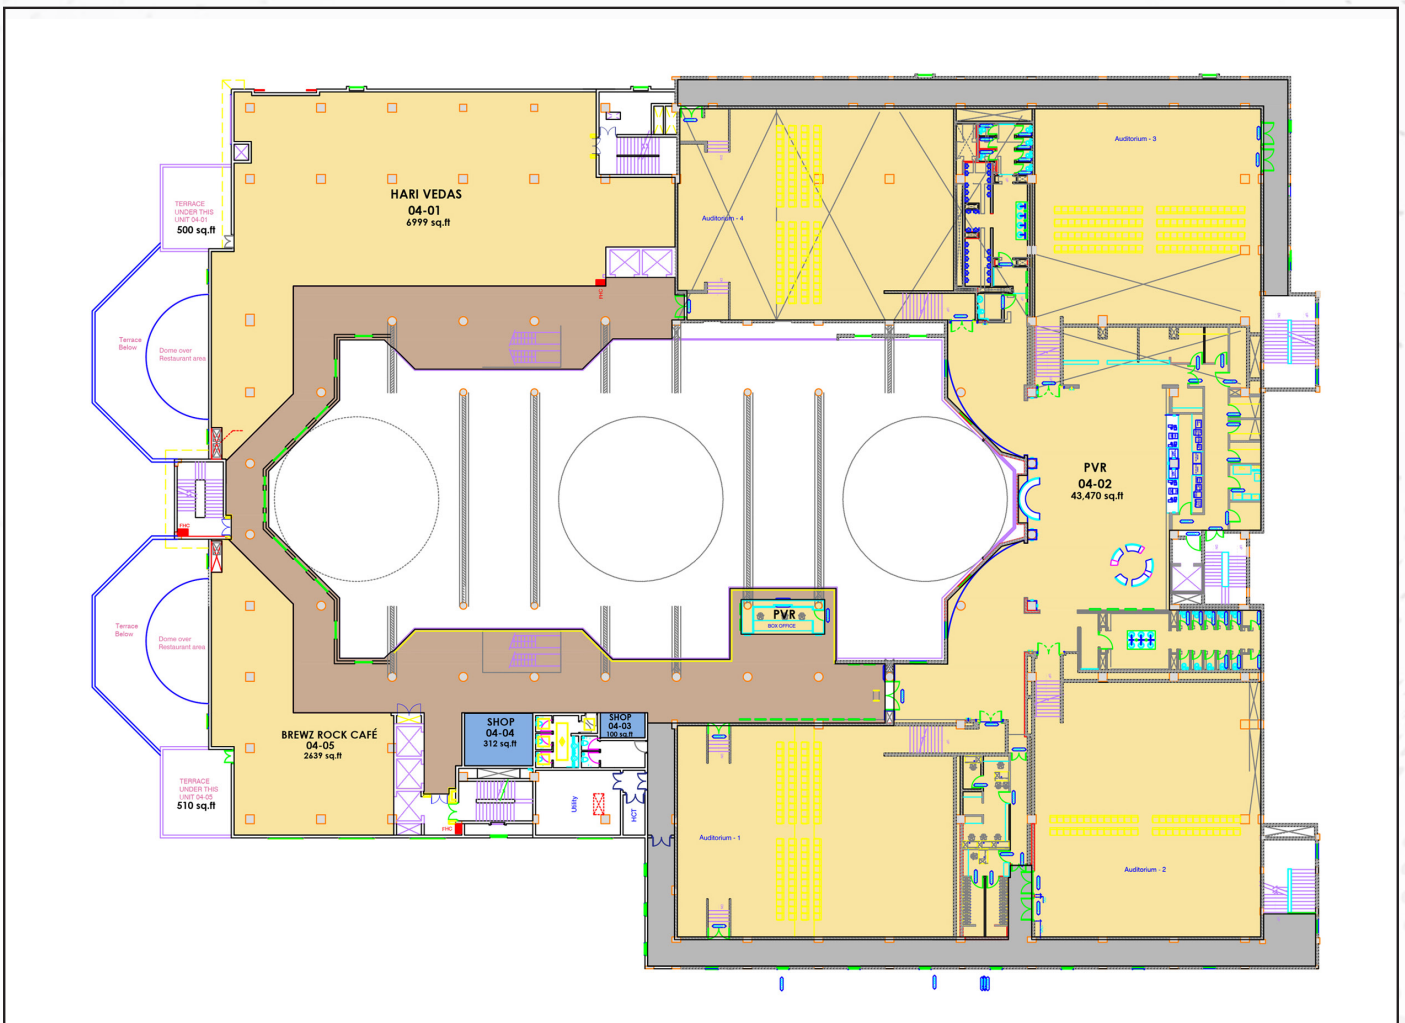 HARI VEDAS
04-01
6999 sq.ft
TERRACE
UNDER THIS
UNIT 04-01
500 sq.ft
Auditorium - 4
Auditorium - 3
FHC
Terrace
Below
Dome over
Restaurant area
PVR
04-02
43,470 sq.ft
FHC
Terrace
Below
Dome over
Restaurant area
PVR
BOX OFFICE
BREWZ ROCK CAFÉ
04-05
2639 sq.ft
SHOP
04-04
312 sq.ft
SHOP
04-03
100 sq.ft
TERRACE
UNDER THIS
UNIT 04-05
510 sq.ft
FHC
Utility
HCT
Auditorium - 1
Auditorium - 2